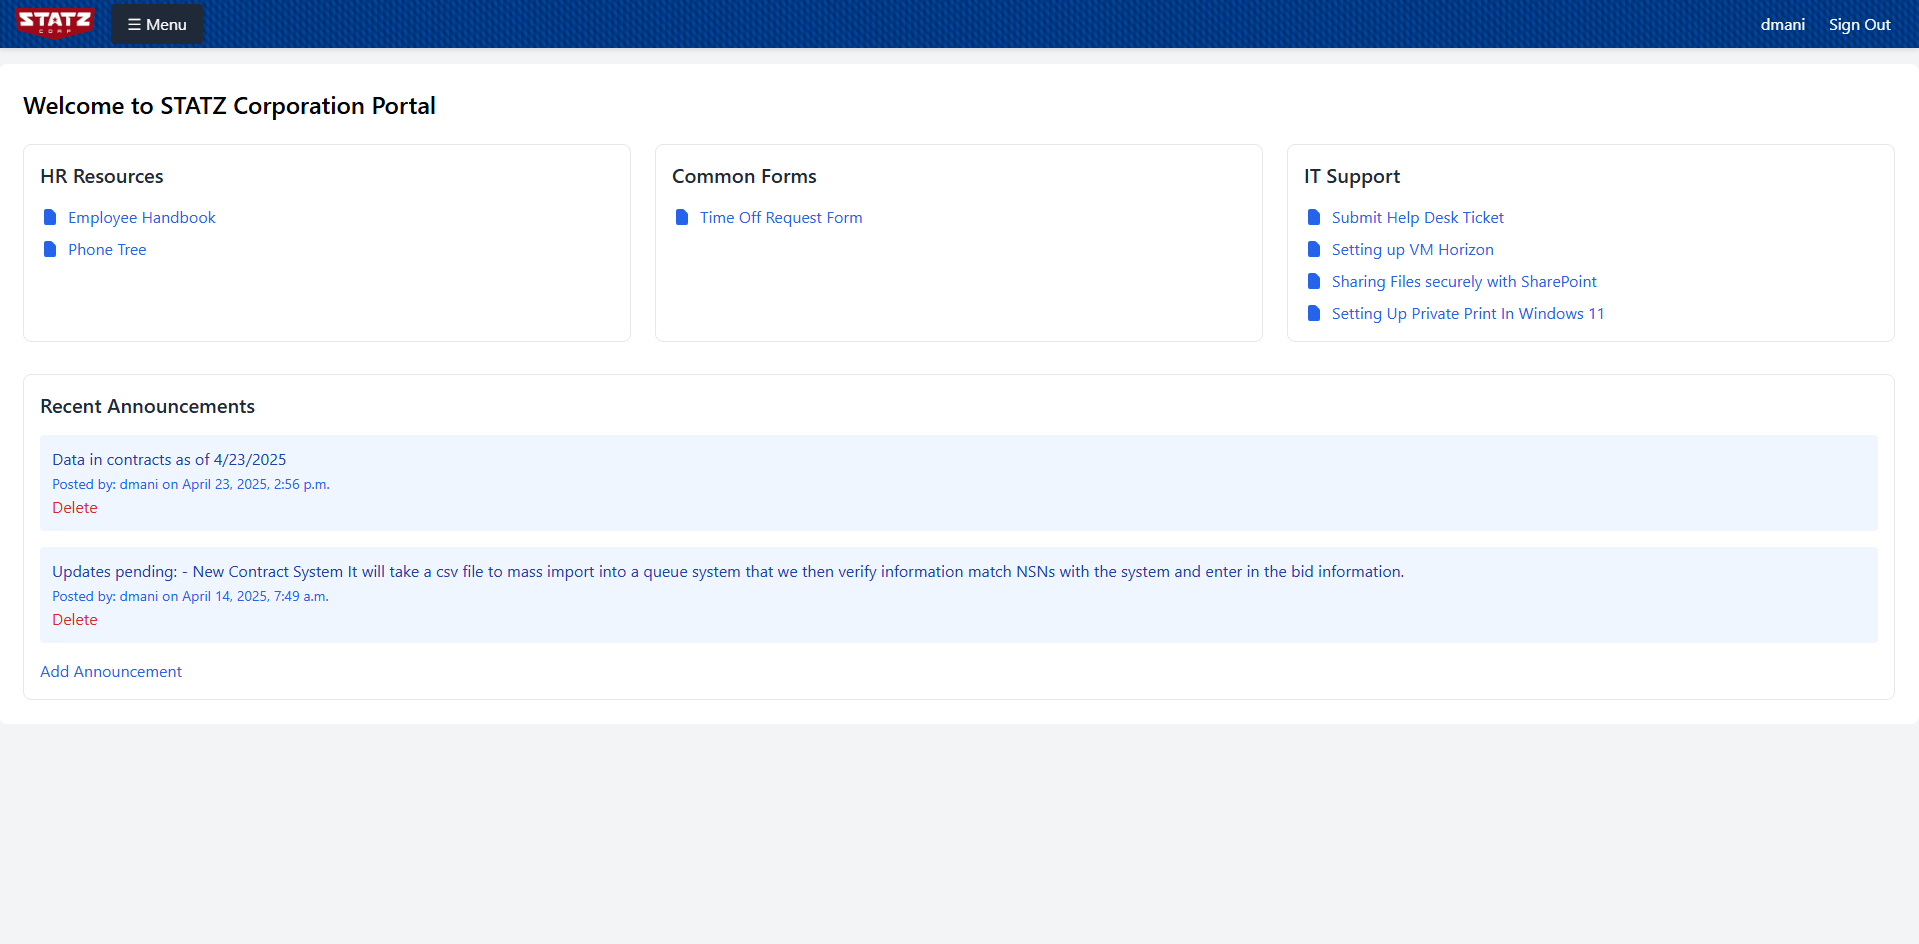 STATZ
CORP
☰ Menu
dmani
Sign Out
Welcome to STATZ Corporation Portal
HR Resources
Employee Handbook
Phone Tree
Common Forms
Time Off Request Form
IT Support
Submit Help Desk Ticket
Setting up VM Horizon
Sharing Files securely with SharePoint
Setting Up Private Print In Windows 11
Recent Announcements
Data in contracts as of 4/23/2025
Posted by: dmani on April 23, 2025, 2:56 p.m.
Delete
Updates pending: - New Contract System It will take a csv file to mass import into a queue system that we then verify information match NSNs with the system and enter in the bid information.
Posted by: dmani on April 14, 2025, 7:49 a.m.
Delete
Add Announcement